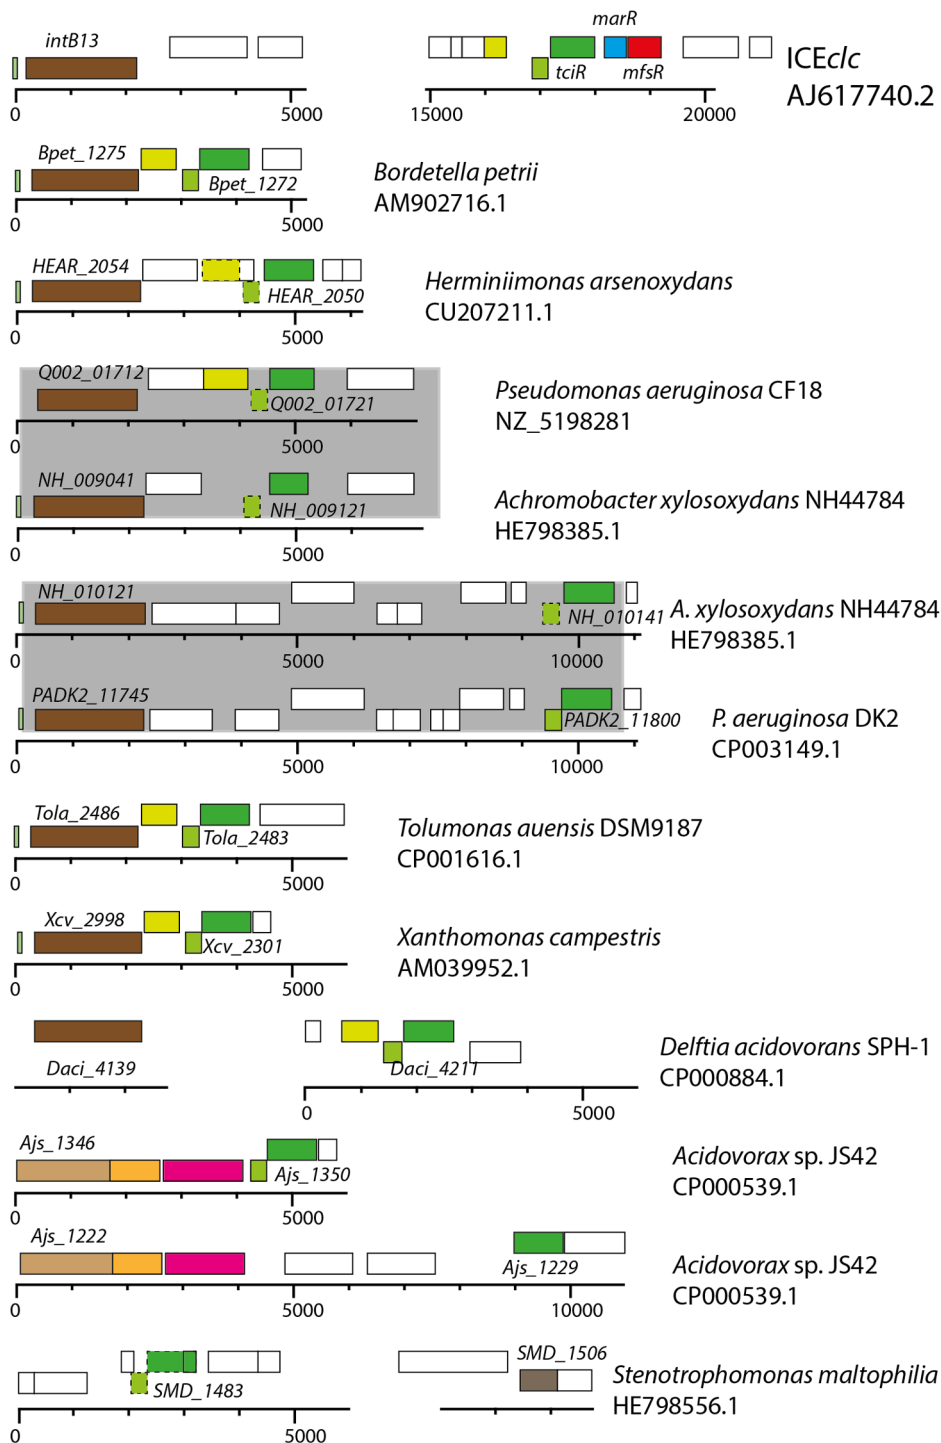 marR
intB13
tciR
mfsR
ICEclc
AJ617740.2
0
5000
15000
20000
Bpet_1275
Bpet_1272
Bordetella petrii
AM902716.1
0
5000
HEAR_2054
HEAR_2050
Herminiimonas arsenoxydans
CU207211.1
0
5000
Q002_01712
Q002_01721
Pseudomonas aeruginosa CF18
NZ_5198281
0
5000
NH_009041
NH_009121
Achromobacter xylosoxydans NH44784
HE798385.1
0
5000
NH_010121
NH_010141
A. xylosoxydans NH44784
HE798385.1
0
5000
10000
PADK2_11745
PADK2_11800
P. aeruginosa DK2
CP003149.1
0
5000
10000
Tola_2486
Tola_2483
Tolumonas auensis DSM9187
CP001616.1
0
5000
Xcv_2998
Xcv_2301
Xanthomonas campestris
AM039952.1
0
5000
Daci_4139
Daci_4211
Delftia acidovorans SPH-1
CP000884.1
0
5000
Ajs_1346
Ajs_1350
Acidovorax sp. JS42
CP000539.1
0
5000
Ajs_1222
Ajs_1229
Acidovorax sp. JS42
CP000539.1
0
5000
10000
SMD_1506
SMD_1483
Stenotrophomonas maltophilia
HE798556.1
0
5000